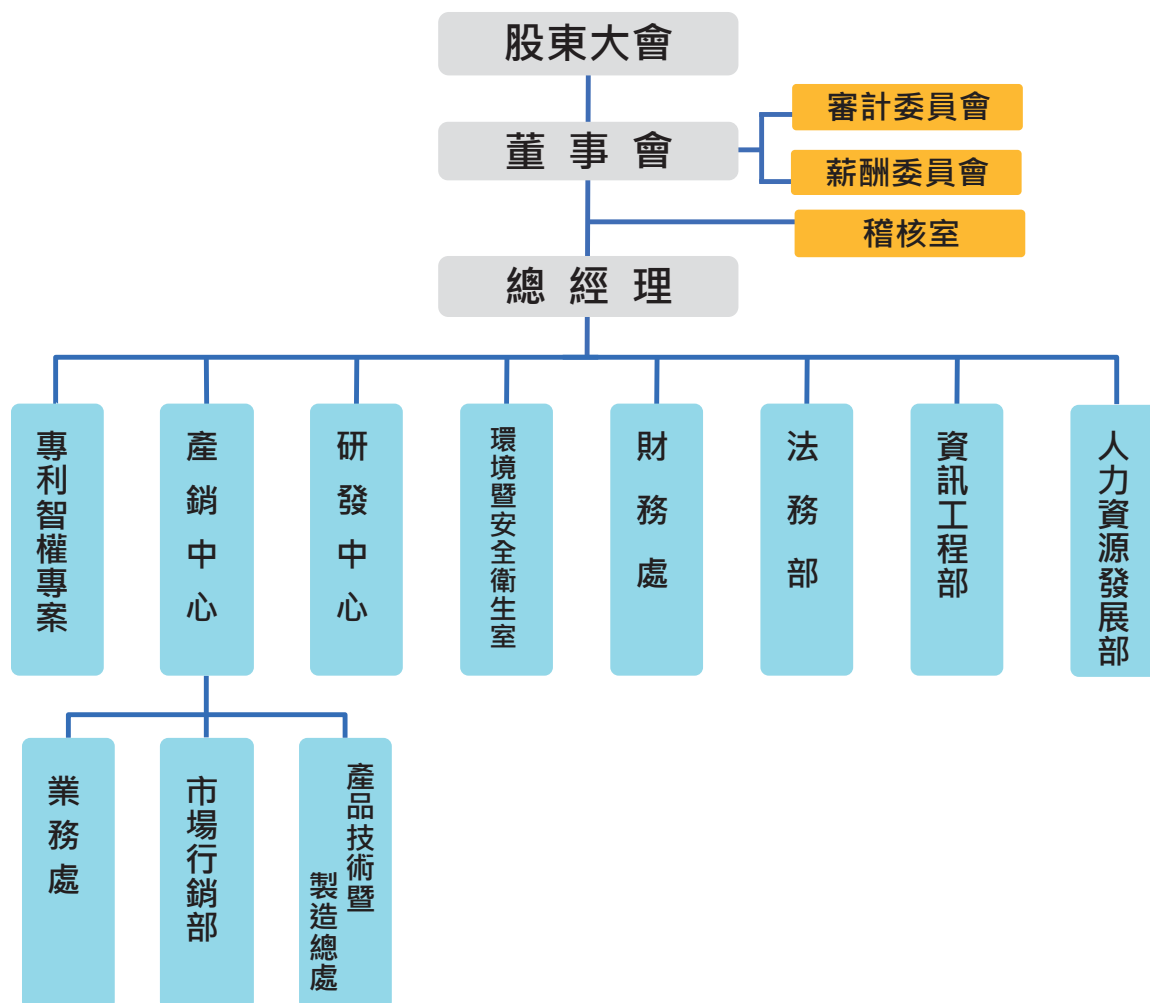 股東大會
董事會
審計委員會
薪酬委員會
稽核室
總經理
專利智權專案
產銷中心
研發中心
環境暨安全衛生室
財務處
法務部
資訊工程部
人力資源發展部
業務處
市場行銷部
產品技術暨
製造總處